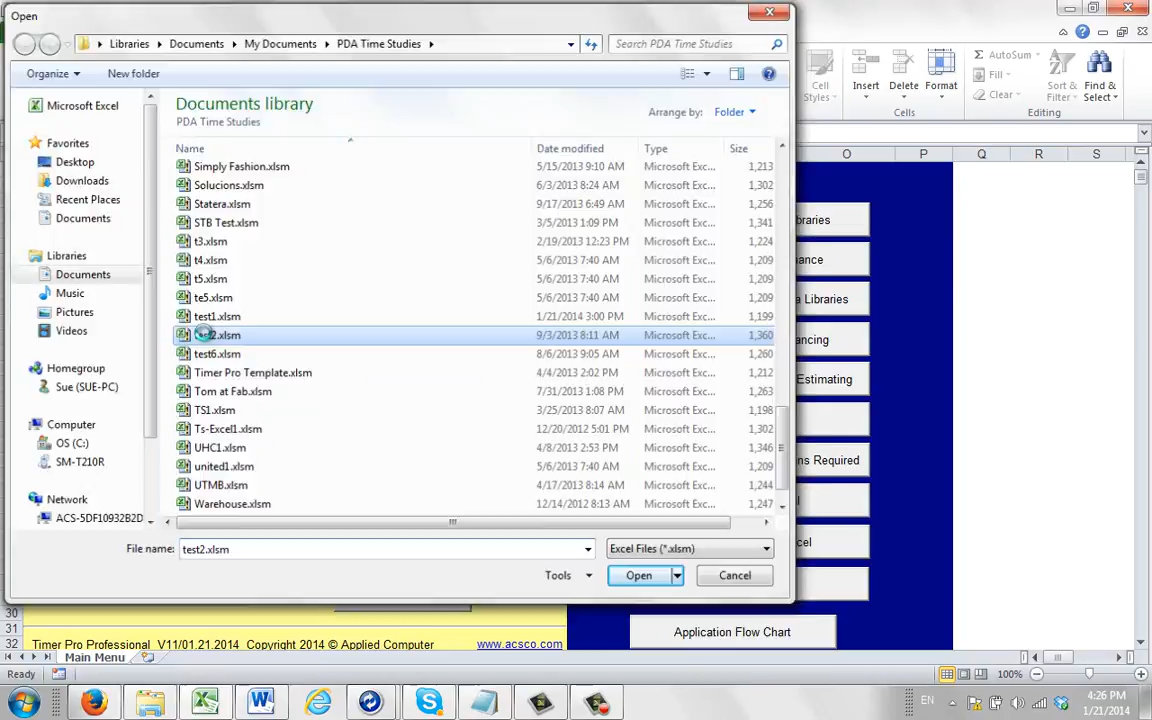 Open
Libraries ▸ Documents ▸ My Documents ▸ PDA Time Studies ▸
Search PDA Time Studies
Organize ▾ New folder
Documents library
PDA Time Studies
Arrange by: Folder ▾
Name Date modified Type Size
Microsoft Excel
Favorites
Desktop
Downloads
Recent Places
Documents
Libraries
Documents
Music
Pictures
Videos
Homegroup
Sue (SUE-PC)
Computer
OS (C:)
SM-T210R
Network
ACS-5DF10932B2D
Simply Fashion.xlsm 5/15/2013 9:10 AM Microsoft Exc... 1,213
Solucions.xlsm 6/3/2013 8:24 AM Microsoft Exc... 1,302
Statera.xlsm 9/17/2013 6:49 AM Microsoft Exc... 1,256
STB Test.xlsm 3/5/2013 1:09 PM Microsoft Exc... 1,341
t3.xlsm 2/19/2013 12:23 PM Microsoft Exc... 1,224
t4.xlsm 5/6/2013 7:40 AM Microsoft Exc... 1,209
t5.xlsm 5/6/2013 7:40 AM Microsoft Exc... 1,209
te5.xlsm 5/6/2013 7:40 AM Microsoft Exc... 1,209
test1.xlsm 1/21/2014 3:00 PM Microsoft Exc... 1,199
test2.xlsm 9/3/2013 8:11 AM Microsoft Exc... 1,360
test6.xlsm 8/6/2013 9:05 AM Microsoft Exc... 1,260
Timer Pro Template.xlsm 4/4/2013 2:02 PM Microsoft Exc... 1,212
Tom at Fab.xlsm 7/31/2013 1:08 PM Microsoft Exc... 1,263
TS1.xlsm 3/25/2013 8:07 AM Microsoft Exc... 1,198
Ts-Excel1.xlsm 12/20/2012 5:01 PM Microsoft Exc... 1,302
UHC1.xlsm 4/8/2013 2:53 PM Microsoft Exc... 1,346
united1.xlsm 5/6/2013 7:40 AM Microsoft Exc... 1,209
UTMB.xlsm 4/17/2013 8:14 AM Microsoft Exc... 1,244
Warehouse.xlsm 12/14/2012 8:13 AM Microsoft Exc... 1,247
File name: test2.xlsm Excel Files (*.xlsm)
Tools Open Cancel
Cell Styles Insert Delete Format
Σ AutoSum
Fill
Clear
Sort & Filter Find & Select
Cells Editing
O P Q R S
braries
ance
a Libraries
ancing
Estimating
ns Required
l
cel
Application Flow Chart
30
31
32 Timer Pro Professional V11/01.21.2014 Copyright 2014 © Applied Computer www.acsco.com
Main Menu
Ready 100%
EN 4:26 PM
1/21/2014